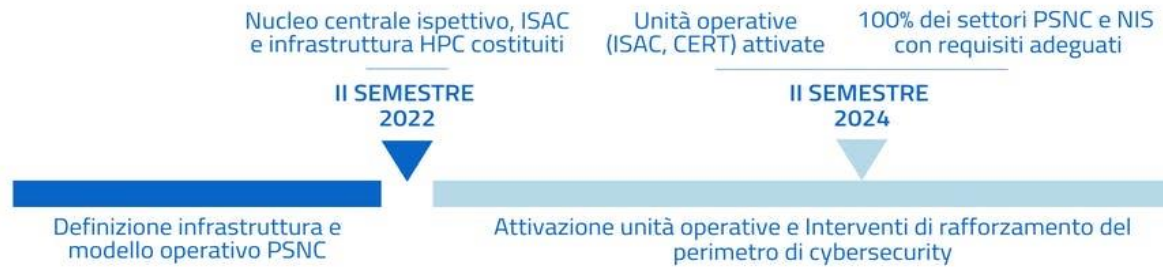 Nucleo centrale ispettivo, ISAC
e infrastruttura HPC costituiti
II SEMESTRE
2022
Unità operative
(ISAC, CERT) attivate
100% dei settori PSNC e NIS
con requisiti adeguati
II SEMESTRE
2024
Definizione infrastruttura e
modello operativo PSNC
Attivazione unità operative e Interventi di rafforzamento del
perimetro di cybersecurity